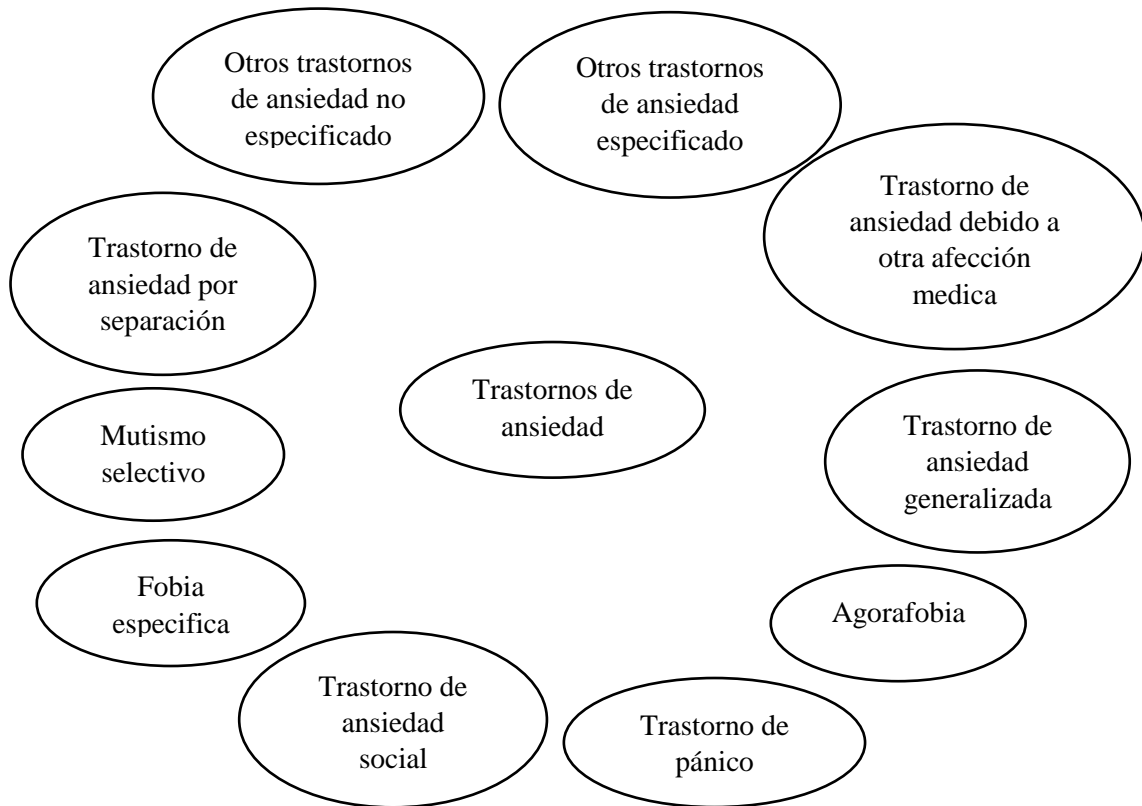 Otros trastornos
de ansiedad no
especificado
Otros trastornos
de ansiedad
especificado
Trastorno de
ansiedad debido a
otra afección
medica
Trastorno de
ansiedad por
separación
Trastornos de
ansiedad
Mutismo
selectivo
Trastorno de
ansiedad
generalizada
Fobia
especifica
Agorafobia
Trastorno de
ansiedad
social
Trastorno de
pánico